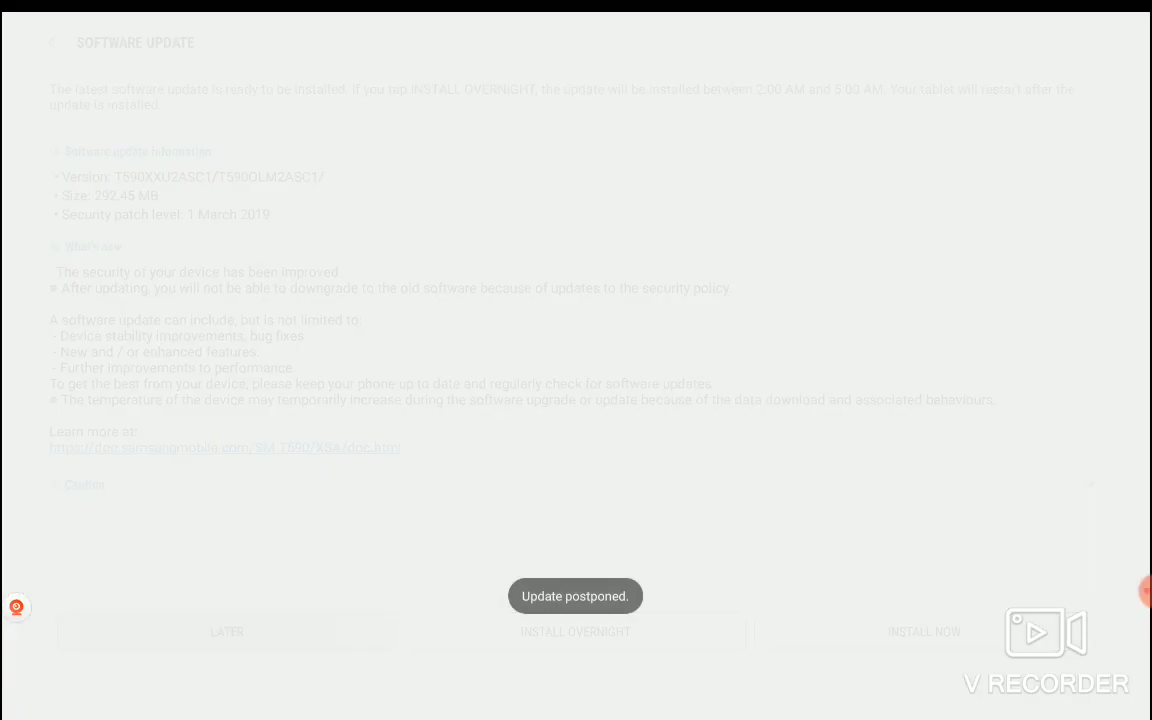 SOFTWARE UPDATE
The latest software update is ready to be installed. If you tap INSTALL OVERNIGHT, the update will be installed between 2:00 AM and 5:00 AM. Your tablet will restart after the
update is installed.
Software update information
• Version: T590XXU2ASC1/T590OLM2ASC1/
• Size: 292.45 MB
• Security patch level: 1 March 2019
What's new
The security of your device has been improved.
※ After updating, you will not be able to downgrade to the old software because of updates to the security policy.
A software update can include, but is not limited to:
- Device stability improvements, bug fixes.
- New and / or enhanced features.
- Further improvements to performance.
To get the best from your device, please keep your phone up to date and regularly check for software updates.
※ The temperature of the device may temporarily increase during the software upgrade or update because of the data download and associated behaviours.
Learn more at:
Caution
Update postponed.
LATER INSTALL OVERNIGHT INSTALL NOW
V RECORDER